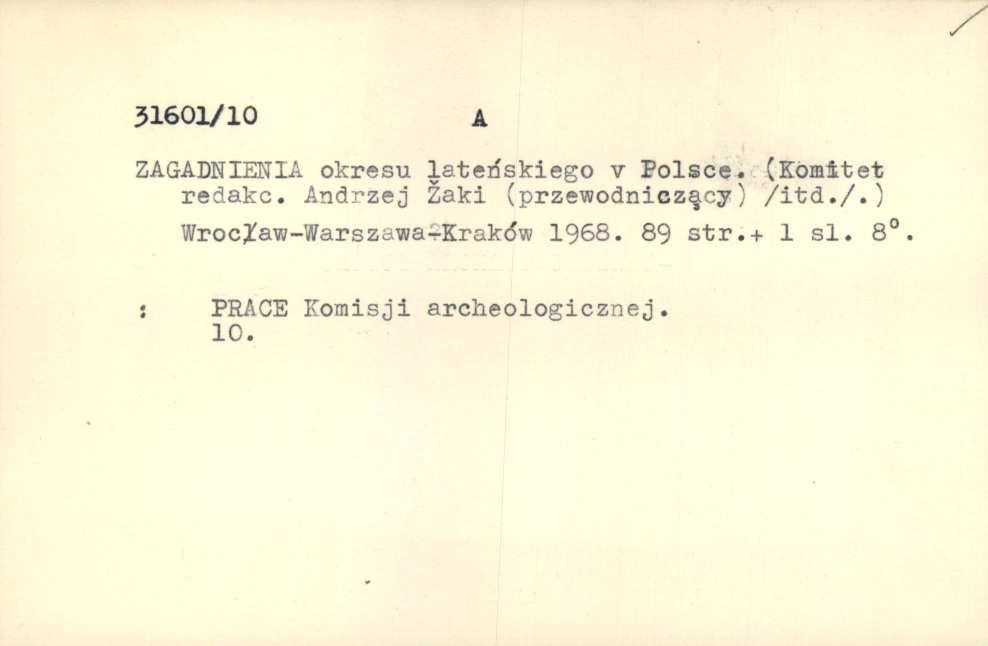 31601/10 A
ZAGADNIENIA okresu lateńskiego v Polsce. (Komitet
redakc. Andrzej Žaki (przewodniczący) /itd./.)
Wrocław-Warszawa-Kraków 1968. 89 str.+ 1 sl. 8°.
: PRACE Komisji archeologicznej.
10.